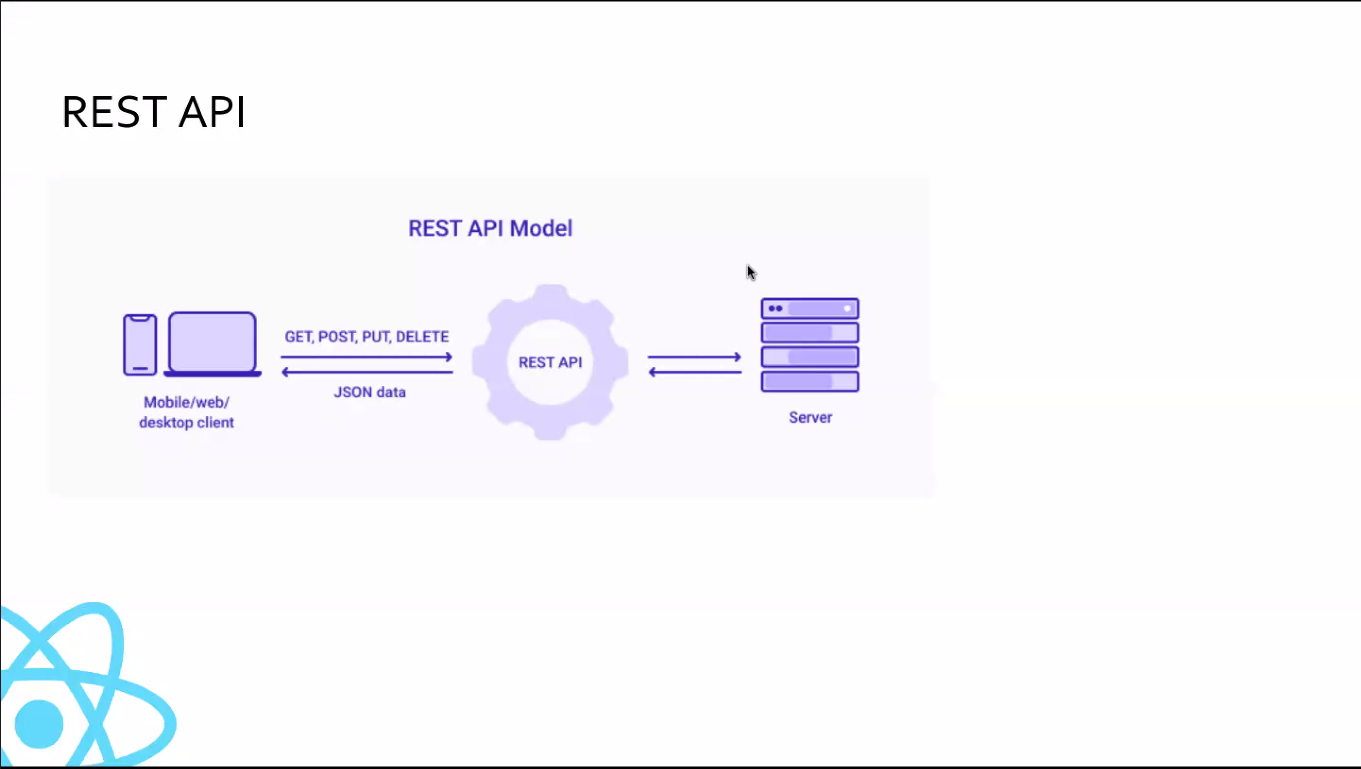 REST API
REST API Model
GET, POST, PUT, DELETE
REST API
JSON data
Mobile/web/
desktop client
Server